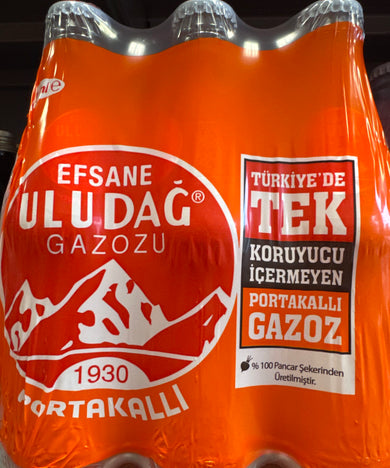 EFSANE
ULUDAĞ®
GAZOZU
1930
PORTAKALLI
TÜRKİYE'DE
TEK
KORUYUCU
İÇERMEYEN
PORTAKALLI
GAZOZ
% 100 Pancar Şekerinden
Üretilmiştir.